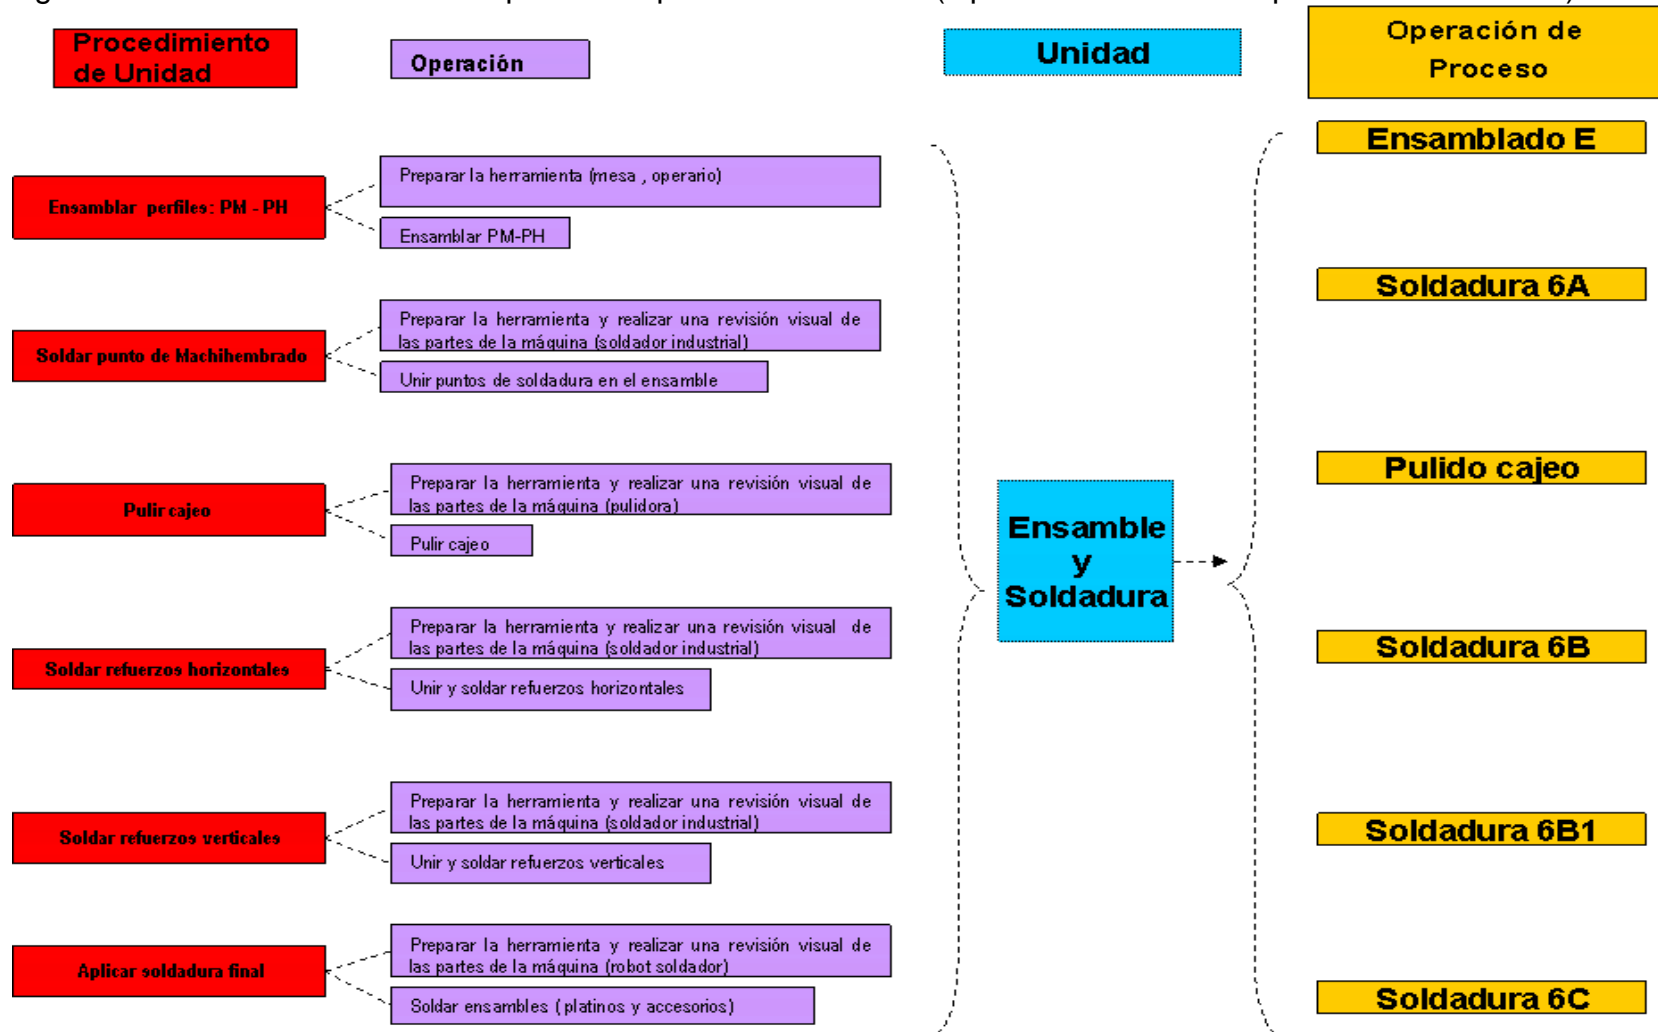 Procedimiento
de Unidad
Operación
Unidad
Operación de
Proceso
Ensamblar perfiles: PM - PH
Preparar la herramienta (mesa , operario)
Ensamblar PM-PH
Soldar punto de Machihembrado
Preparar la herramienta y realizar una revisión visual de
las partes de la máquina (soldador industrial)
Unir puntos de soldadura en el ensamble
Pulir cajeo
Preparar la herramienta y realizar una revisión visual de
las partes de la máquina (pulidora)
Pulir cajeo
Soldar refuerzos horizontales
Preparar la herramienta y realizar una revisión visual de
las partes de la máquina (soldador industrial)
Unir y soldar refuerzos horizontales
Soldar refuerzos verticales
Preparar la herramienta y realizar una revisión visual de
las partes de la máquina (soldador industrial)
Unir y soldar refuerzos verticales
Aplicar soldadura final
Preparar la herramienta y realizar una revisión visual de
las partes de la máquina (robot soldador)
Soldar ensambles ( platinos y accesorios)
Ensamble
y
Soldadura
Ensamblado E
Soldadura 6A
Pulido cajeo
Soldadura 6B
Soldadura 6B1
Soldadura 6C